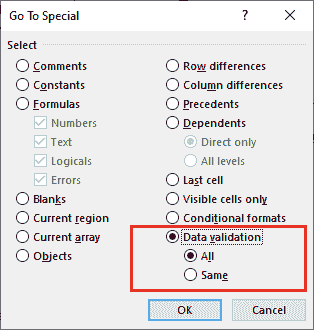 Go To Special
?
×
Select
Comments
Constants
Formulas
Numbers
Text
Logicals
Errors
Blanks
Current region
Current array
Objects
Row differences
Column differences
Precedents
Dependents
Direct only
All levels
Last cell
Visible cells only
Conditional formats
Data validation
All
Same
OK
Cancel